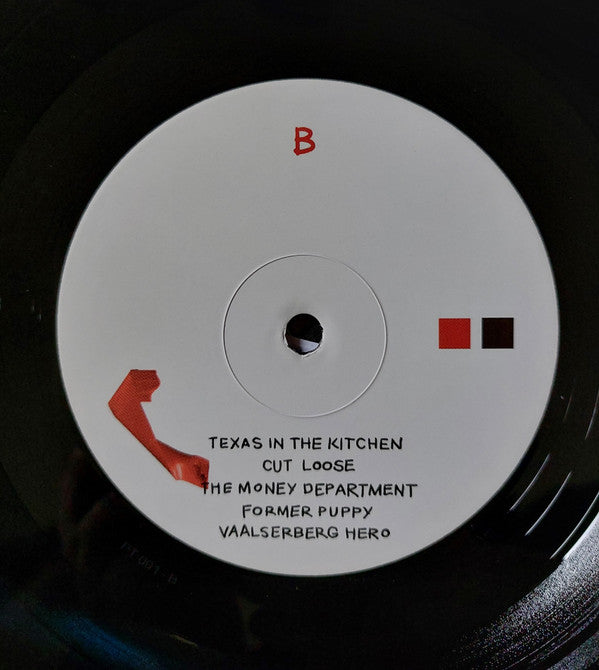 B
TEXAS IN THE KITCHEN
CUT LOOSE
THE MONEY DEPARTMENT
FORMER PUPPY
VAALSERBERG HERO